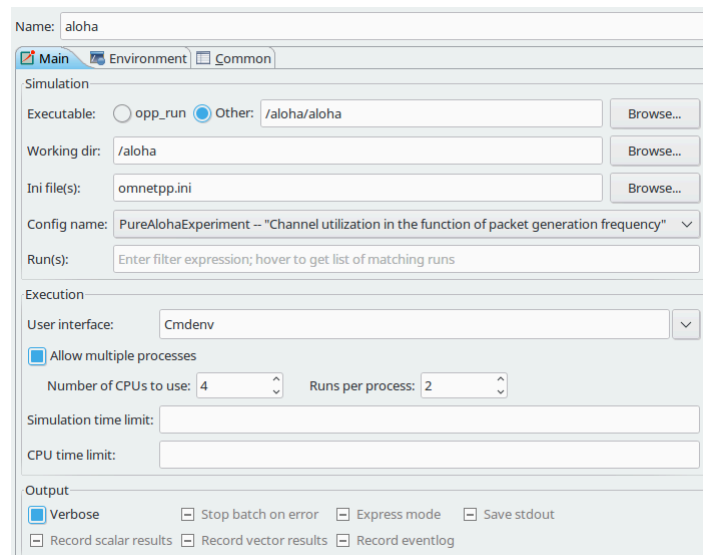 Name: aloha
Main Environment Common
Simulation
Executable: opp_run Other: /aloha/aloha Browse...
Working dir: /aloha Browse...
Ini file(s): omnetpp.ini Browse...
Config name: PureAlohaExperiment -- "Channel utilization in the function of packet generation frequency"
Run(s): Enter filter expression; hover to get list of matching runs
Execution
User interface: Cmdenv
Allow multiple processes
Number of CPUs to use: 4 Runs per process: 2
Simulation time limit:
CPU time limit:
Output
Verbose Stop batch on error Express mode Save stdout
Record scalar results Record vector results Record eventlog